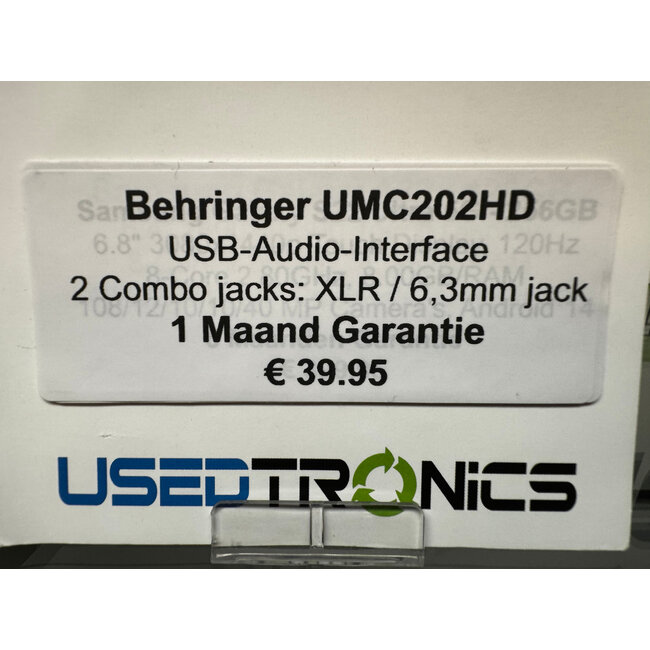 Behringer UMC202HD
USB-Audio-Interface
2 Combo jacks: XLR / 6,3mm jack
1 Maand Garantie
€ 39.95
USEDTRONiCS